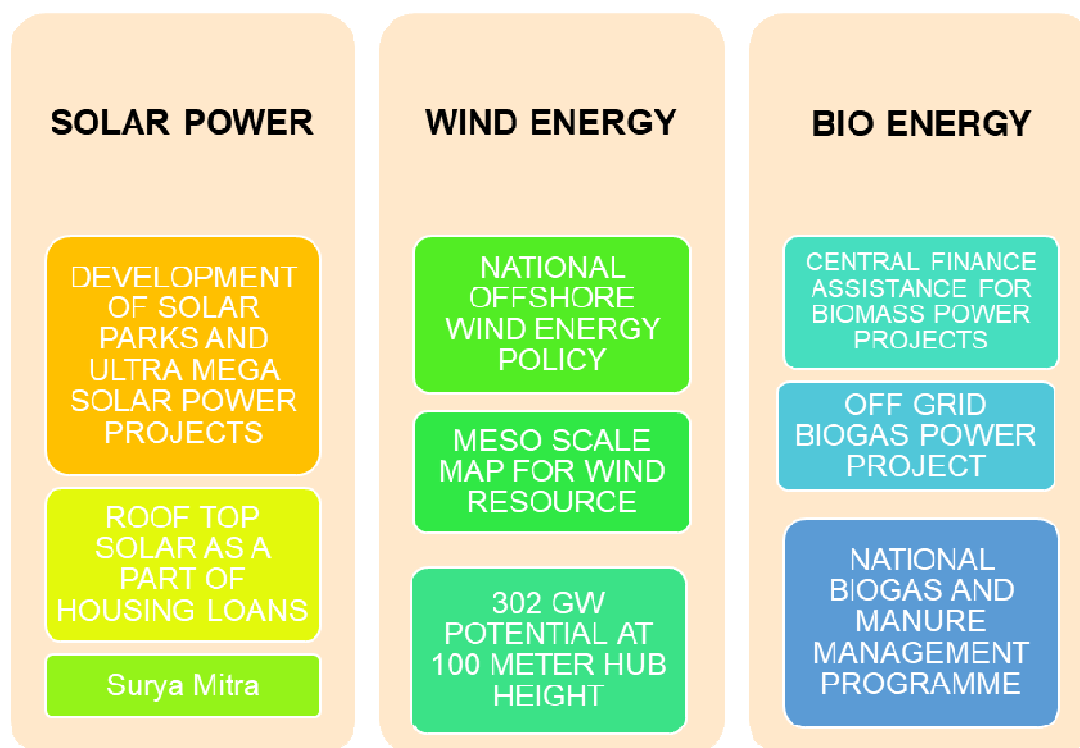 SOLAR POWER
DEVELOPMENT
OF SOLAR
PARKS AND
ULTRA MEGA
SOLAR POWER
PROJECTS
ROOF TOP
SOLAR AS A
PART OF
HOUSING LOANS
Surya Mitra
WIND ENERGY
NATIONAL
OFFSHORE
WIND ENERGY
POLICY
MESO SCALE
MAP FOR WIND
RESOURCE
302 GW
POTENTIAL AT
100 METER HUB
HEIGHT
BIO ENERGY
CENTRAL FINANCE
ASSISTANCE FOR
BIOMASS POWER
PROJECTS
OFF GRID
BIOGAS POWER
PROJECT
NATIONAL
BIOGAS AND
MANURE
MANAGEMENT
PROGRAMME